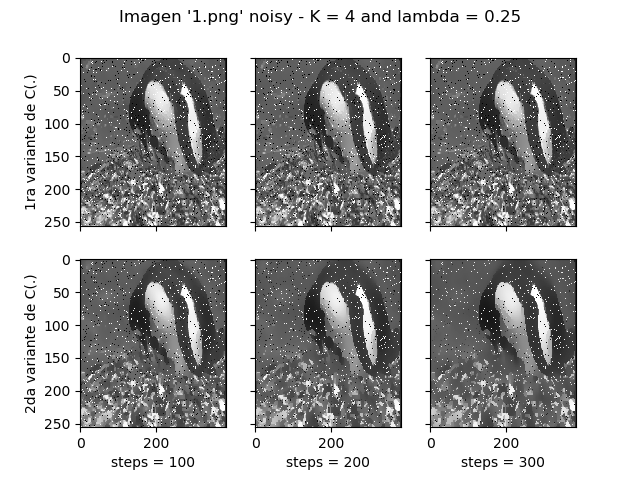 Imagen '1.png' noisy - K = 4 and lambda = 0.25
1ra variante de C(.)
0
50
100
150
200
250
2da variante de C(.)
0
50
100
150
200
250
0 200
0 200
0 200
steps = 100
steps = 200
steps = 300